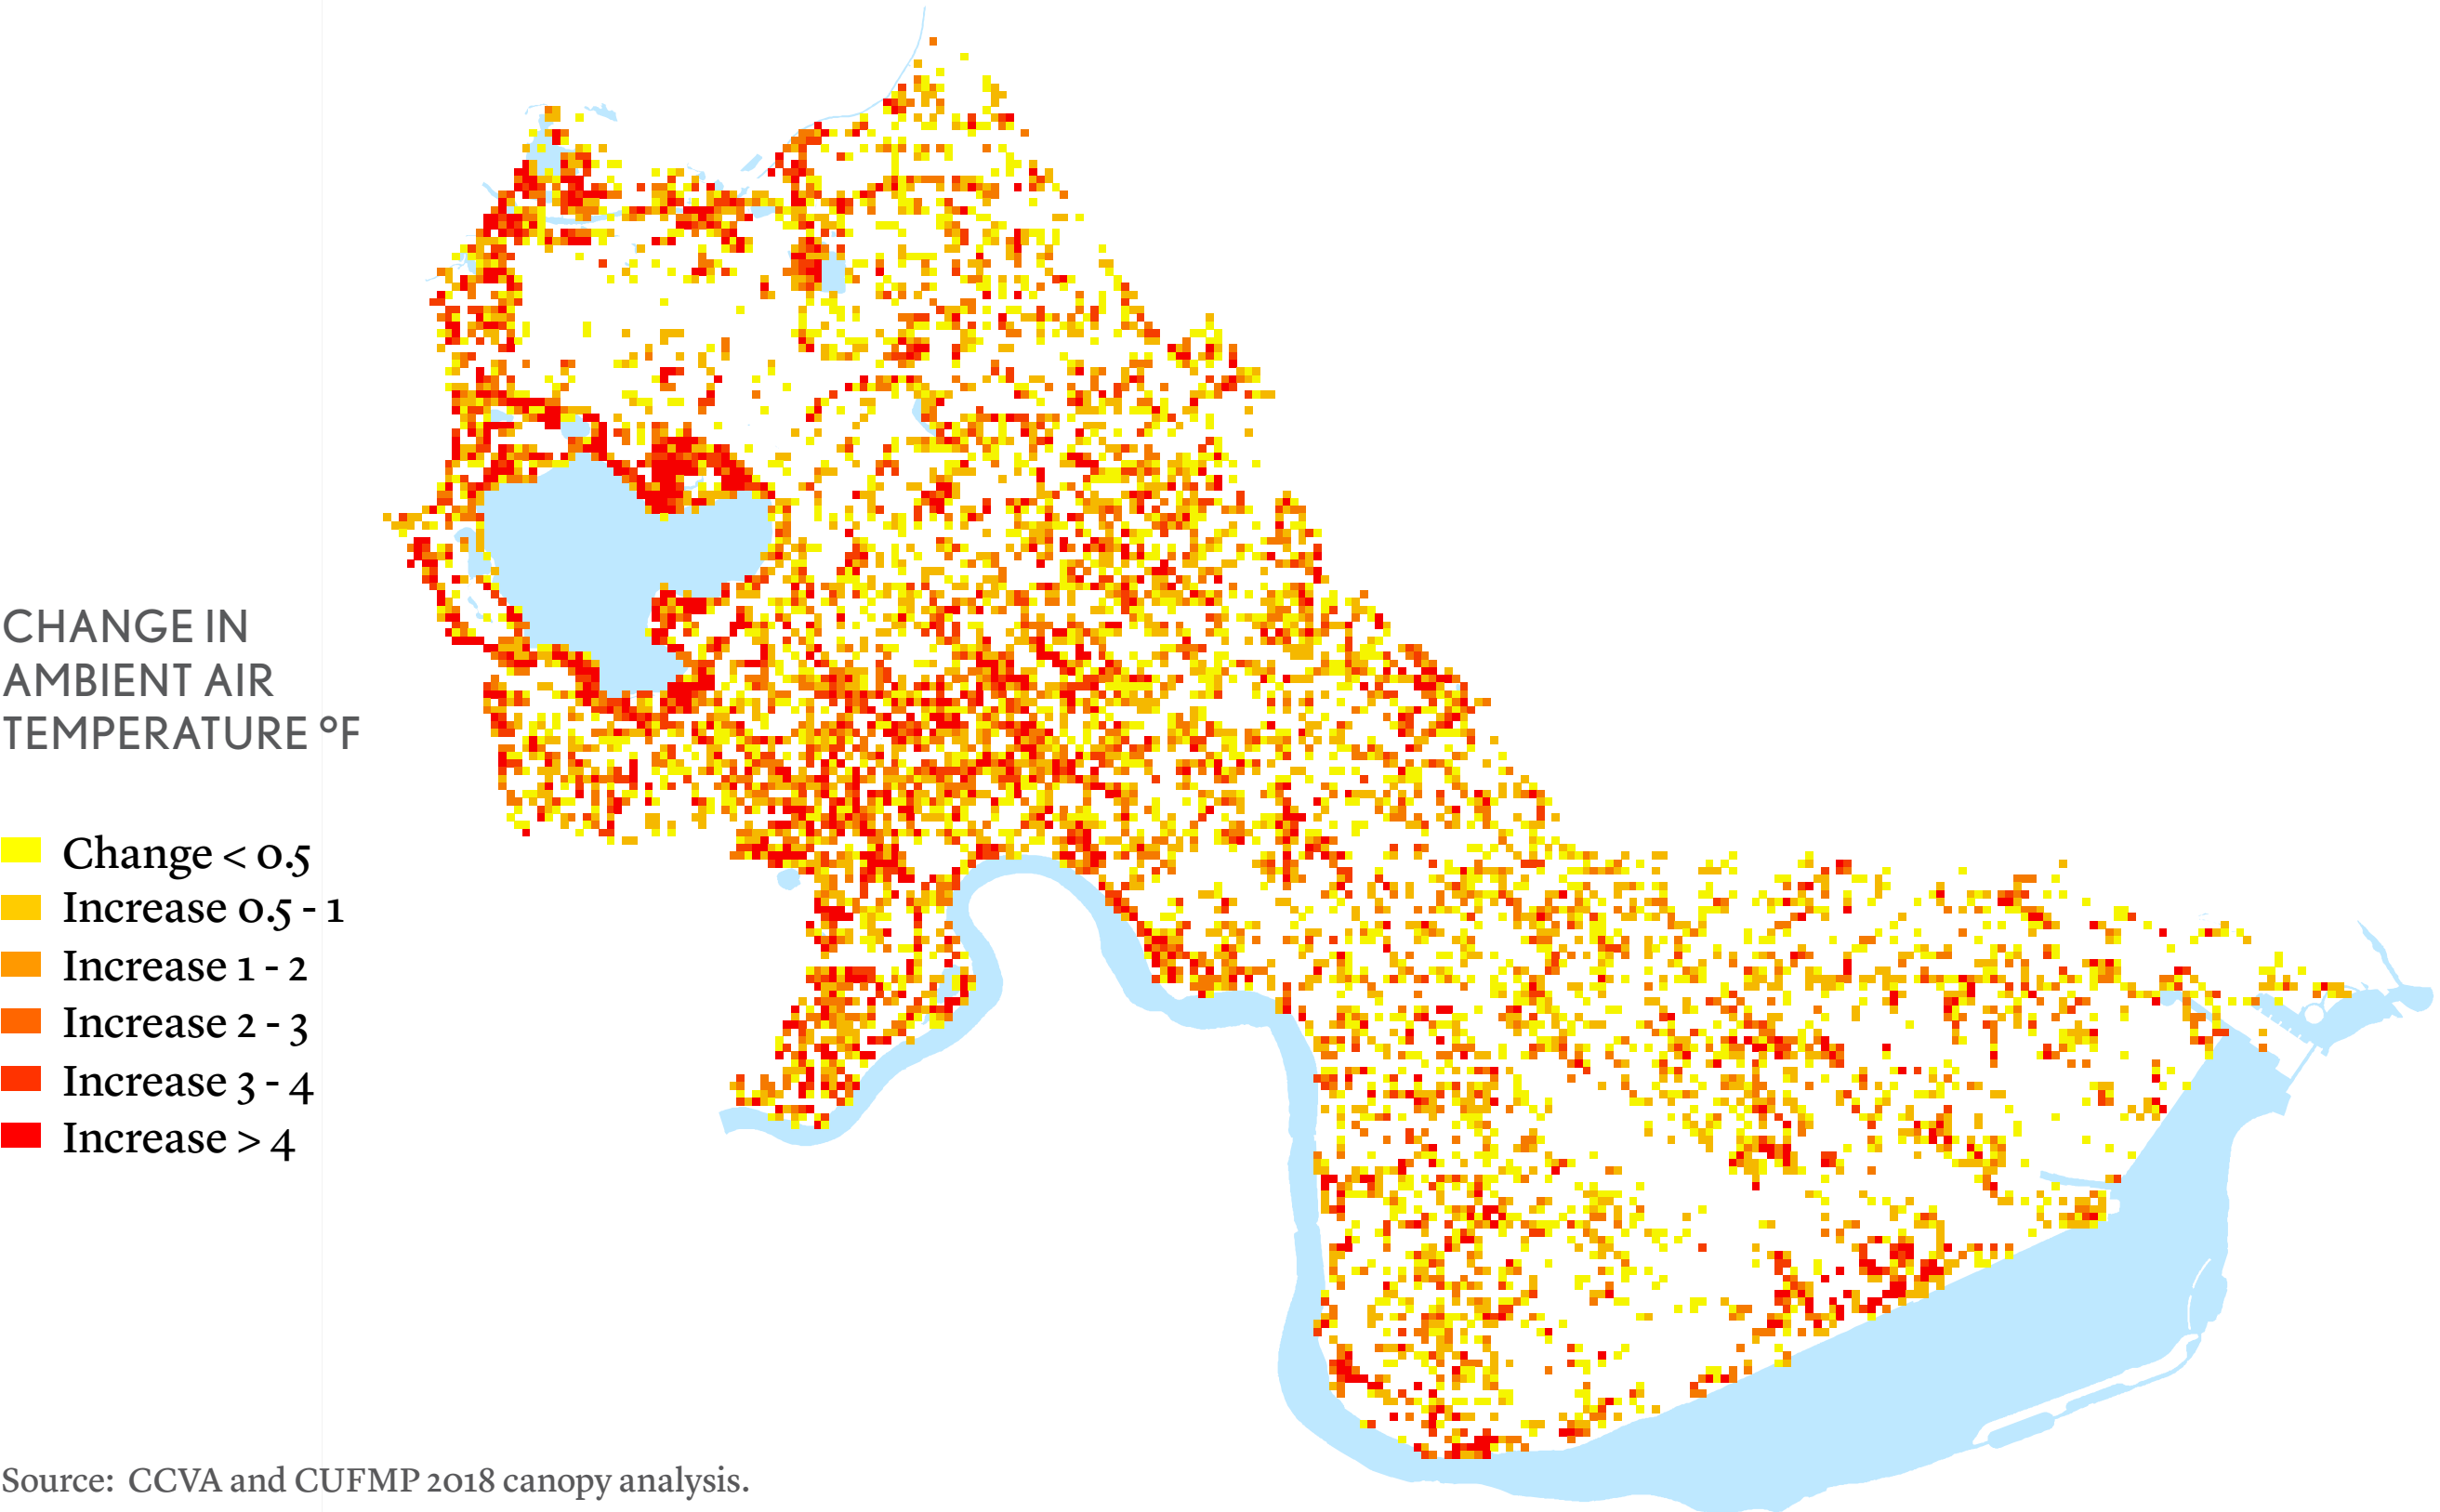 CHANGE IN
AMBIENT AIR
TEMPERATURE °F
Change < 0.5
Increase 0.5 - 1
Increase 1 - 2
Increase 2 - 3
Increase 3 - 4
Increase > 4
Source: CCVA and CUFMP 2018 canopy analysis.